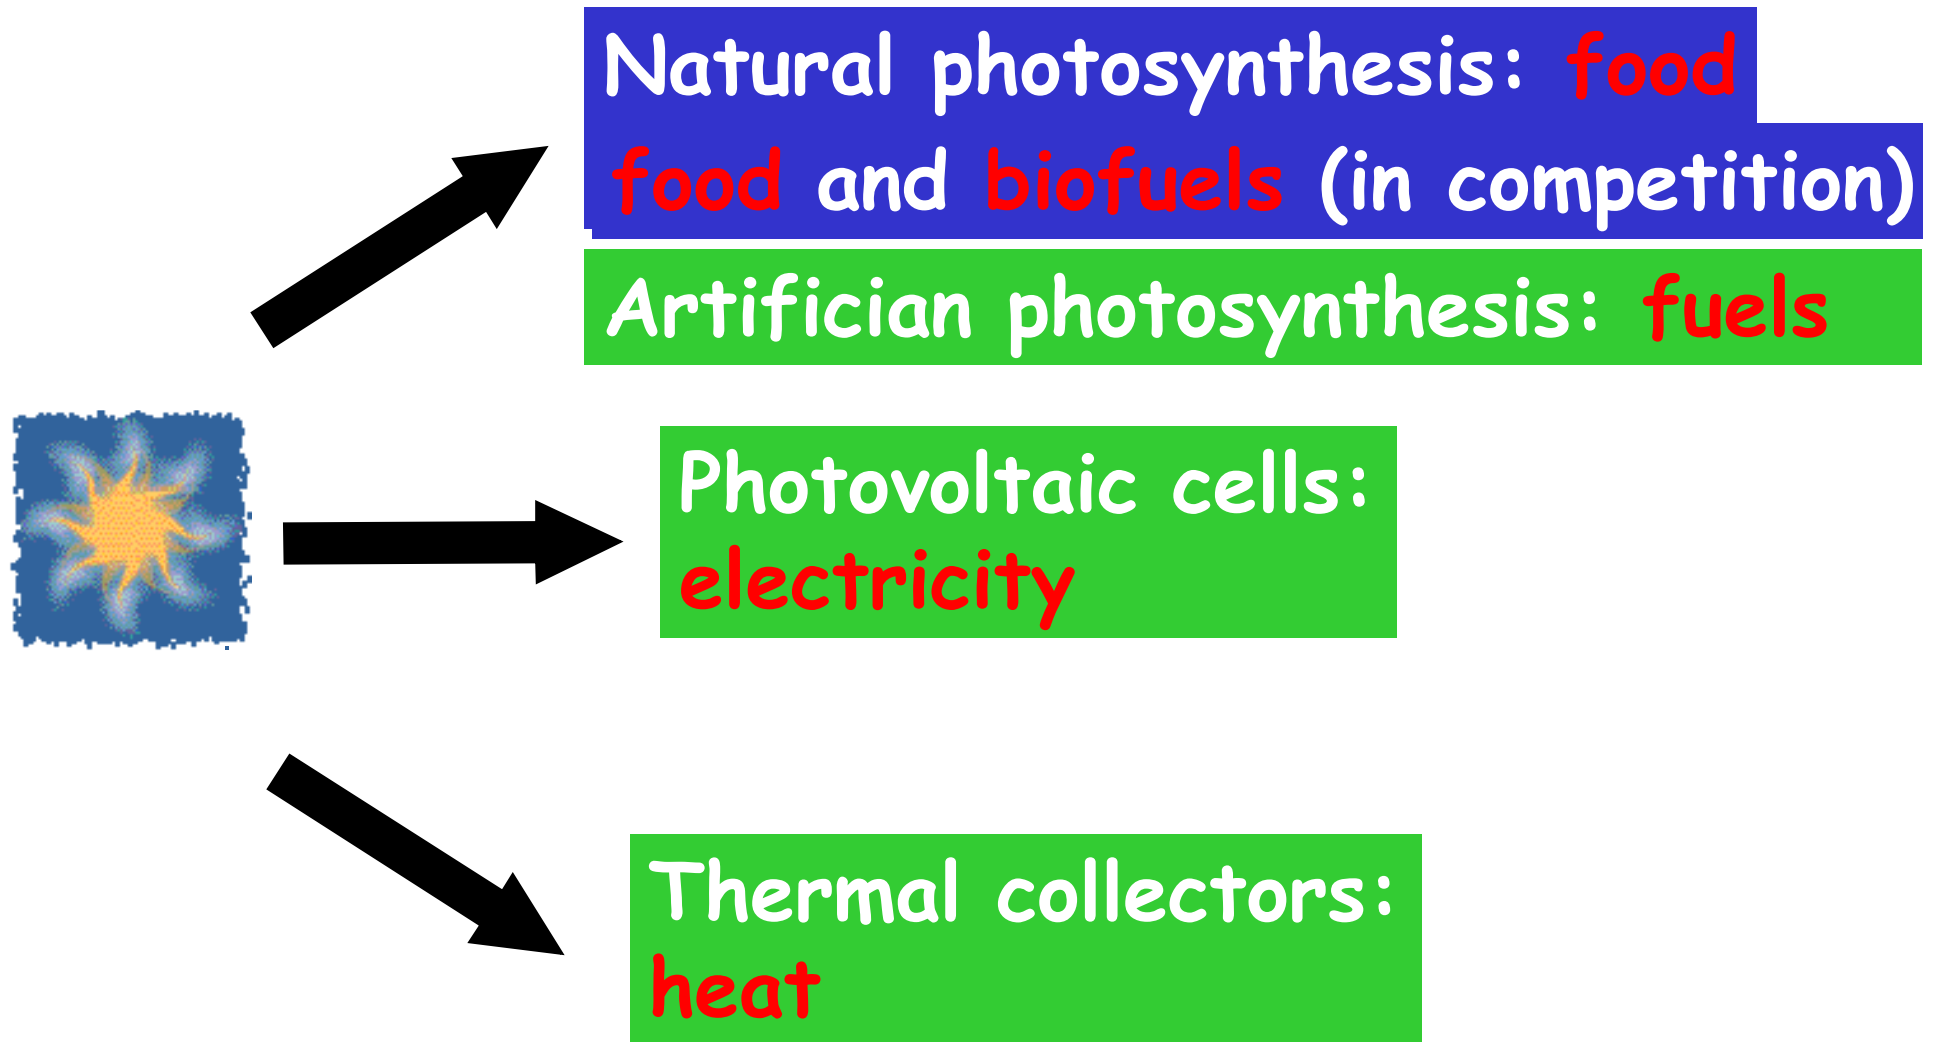 Natural photosynthesis: food
food and biofuels (in competition)
Artifician photosynthesis: fuels
Photovoltaic cells:
electricity
Thermal collectors:
heat